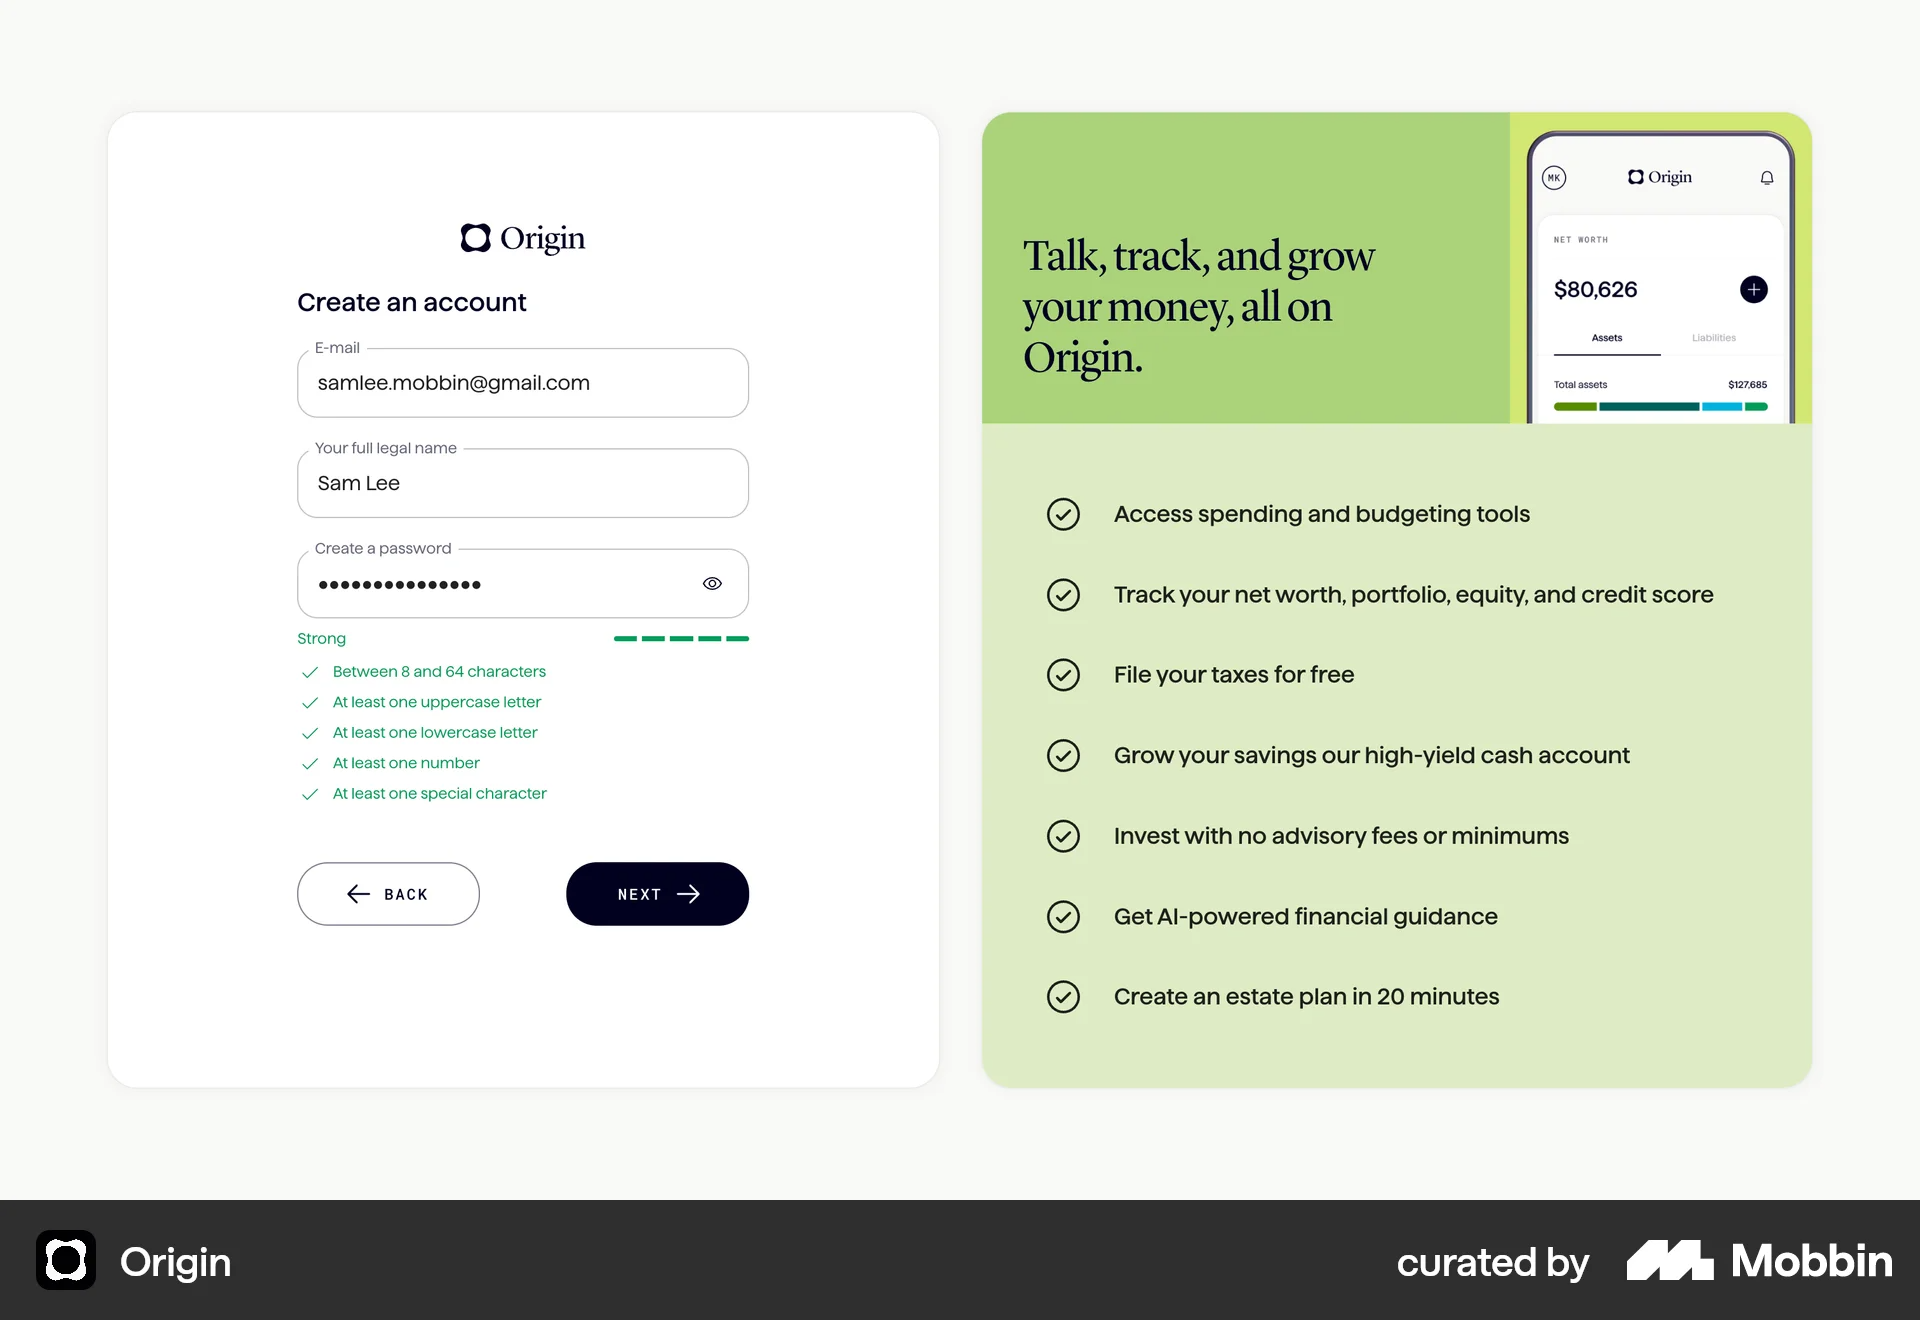 Origin
Create an account
E-mail
samlee.mobbin@gmail.com
Your full legal name
Sam Lee
Create a password
Strong
Between 8 and 64 characters
At least one uppercase letter
At least one lowercase letter
At least one number
At least one special character
BACK
NEXT
Talk, track, and grow
your money, all on
Origin.
MK
Origin
NET WORTH
$80,626
Assets
Liabilities
Total assets
$127,685
Access spending and budgeting tools
Track your net worth, portfolio, equity, and credit score
File your taxes for free
Grow your savings our high-yield cash account
Invest with no advisory fees or minimums
Get AI-powered financial guidance
Create an estate plan in 20 minutes
Origin
curated by
Mobbin